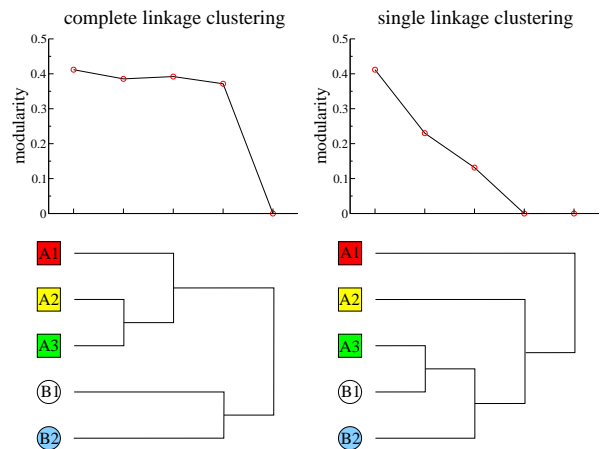 complete linkage clustering
single linkage clustering
0.5
0.4
0.3
0.2
0.1
0
modularity
0.5
0.4
0.3
0.2
0.1
0
modularity
A1
A2
A3
B1
B2
A1
A2
A3
B1
B2